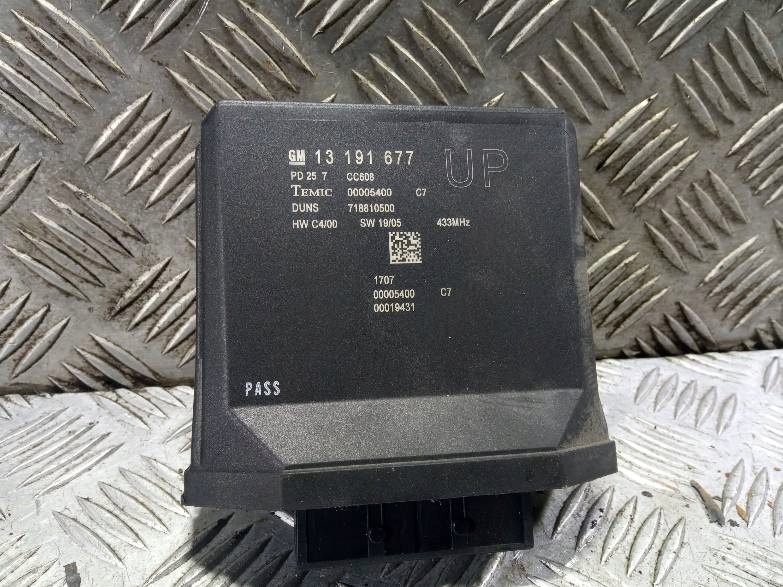 GM 13 191 677 UP
PD 25 7 CC608
TEMIC 00005400 C7
DUNS 718810500
HW C4/00 SW 19/05 433MHz
1707
00005400 C7
00019431
PASS